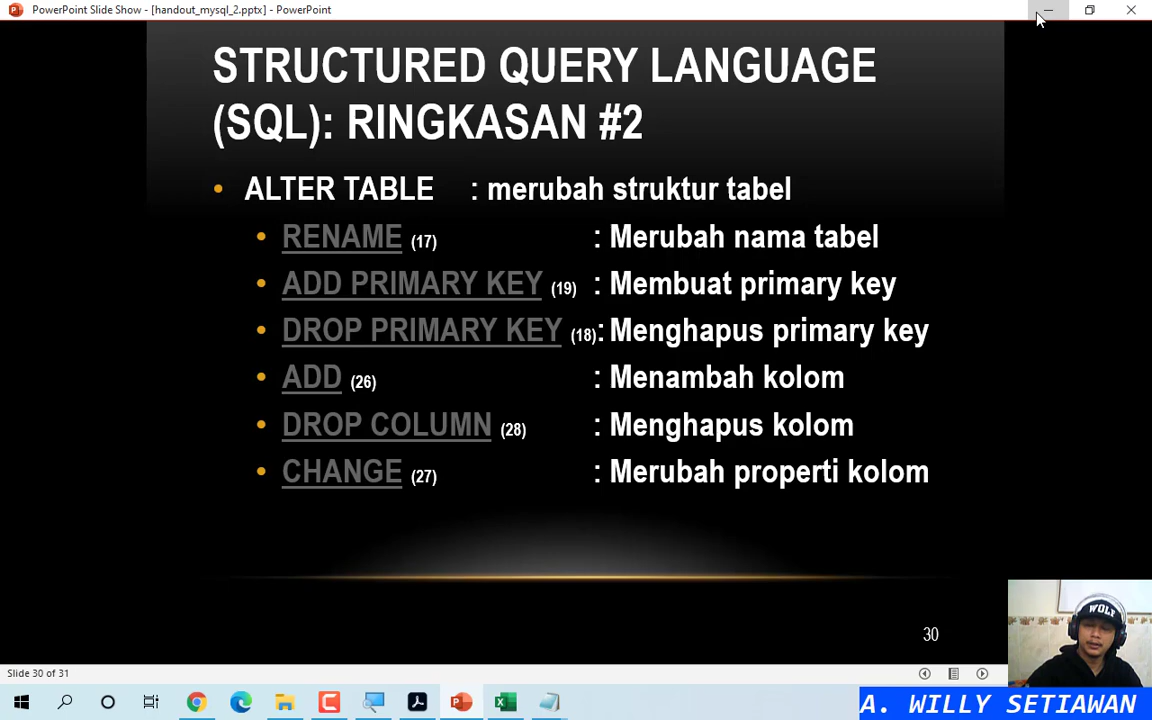 PowerPoint Slide Show - [handout_mysql_2.pptx] - PowerPoint
STRUCTURED QUERY LANGUAGE
(SQL): RINGKASAN #2
• ALTER TABLE : merubah struktur tabel
• RENAME (17) : Merubah nama tabel
• ADD PRIMARY KEY (19) : Membuat primary key
• DROP PRIMARY KEY (18): Menghapus primary key
• ADD (26) : Menambah kolom
• DROP COLUMN (28) : Menghapus kolom
• CHANGE (27) : Merubah properti kolom
30
WOLF
Slide 30 of 31
A. WILLY SETIAWAN